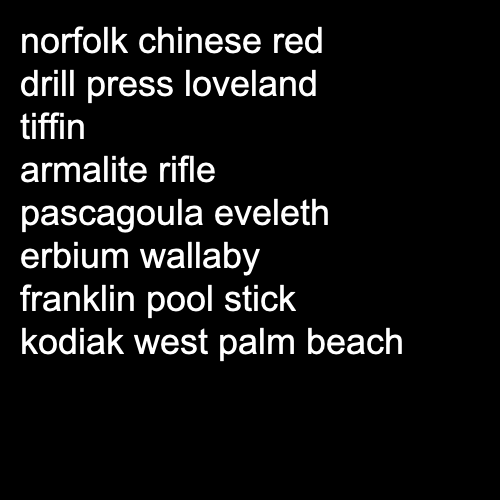 norfolk chinese red
drill press loveland
tiffin
armalite rifle
pascagoula eveleth
erbium wallaby
franklin pool stick
kodiak west palm beach